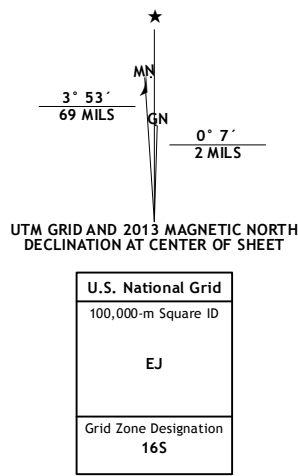 ★
MN
3° 53´
69 MILS
GN
0° 7´
2 MILS
UTM GRID AND 2013 MAGNETIC NORTH
DECLINATION AT CENTER OF SHEET
U.S. National Grid
100,000-m Square ID
EJ
Grid Zone Designation
16S